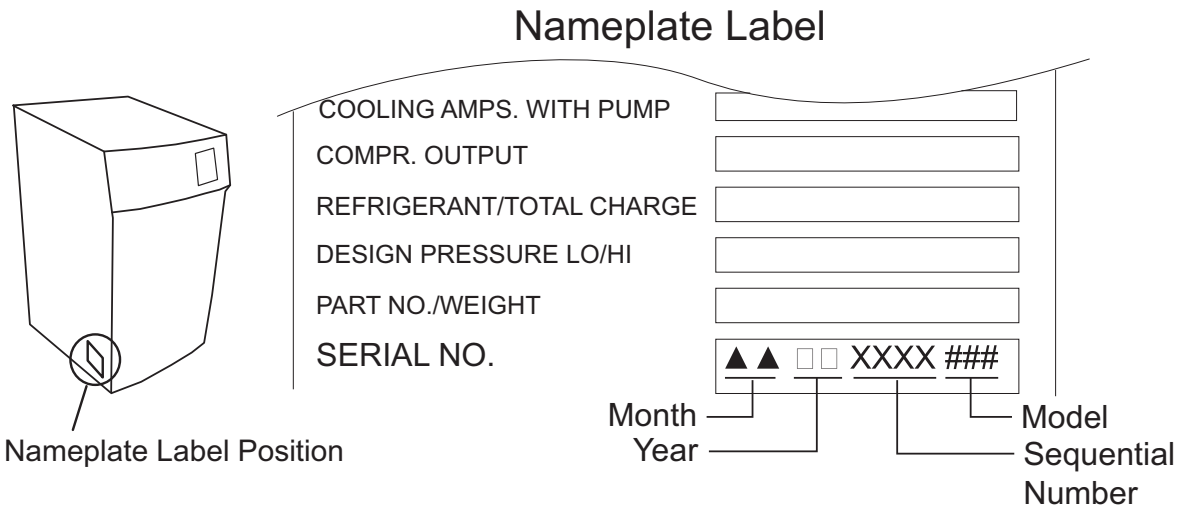 Nameplate Label
COOLING AMPS. WITH PUMP
COMPR. OUTPUT
REFRIGERANT/TOTAL CHARGE
DESIGN PRESSURE LO/HI
PART NO./WEIGHT
SERIAL NO. ▲▲ □□ XXXX ###
Month
Year
Model
Sequential
Number
Nameplate Label Position